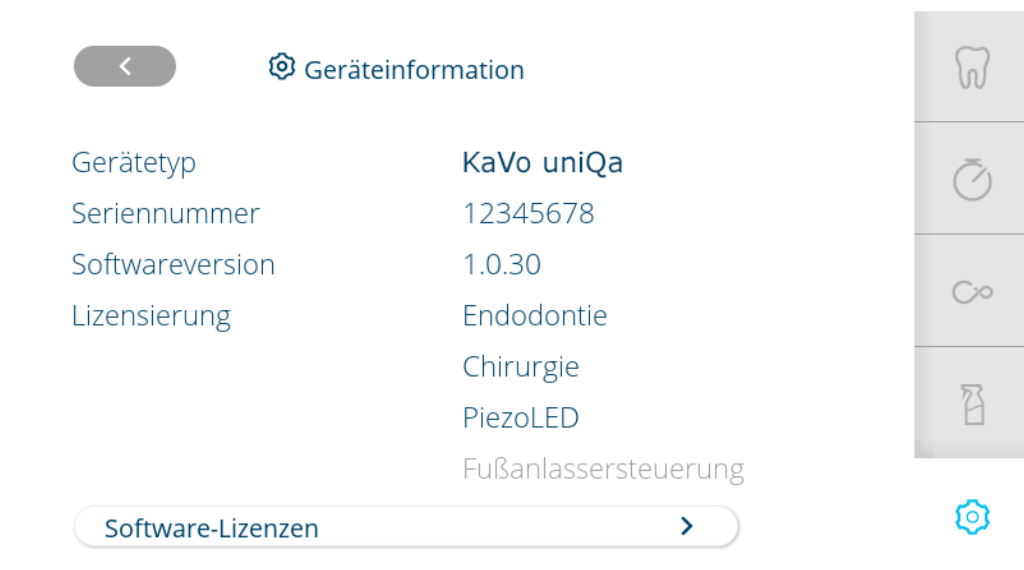 Geräteinformation
Gerätetyp KaVo uniQa
Seriennummer 12345678
Softwareversion 1.0.30
Lizensierung Endodontie
Chirurgie
PiezoLED
Fußanlassersteuerung
Software-Lizenzen